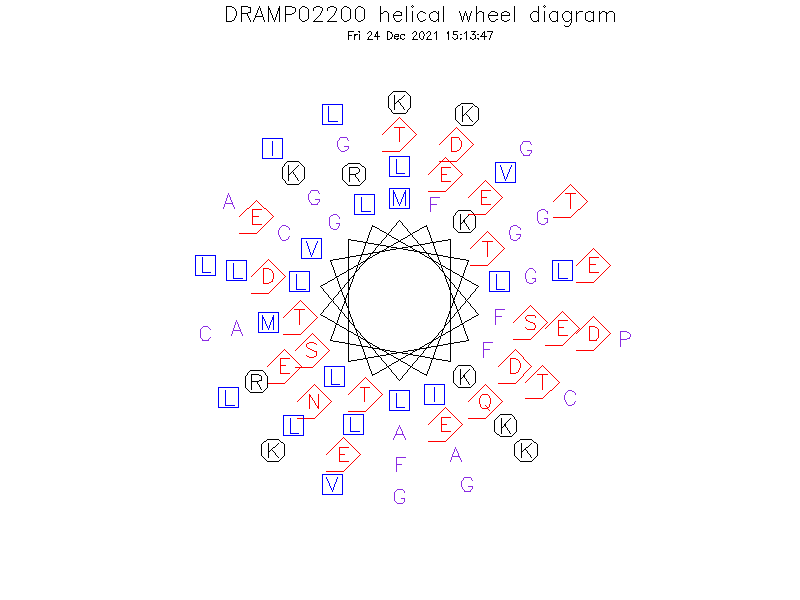 DRAMP02200 helical wheel diagram
Fri 24 Dec 2021 15:13:47
K
L K
T
G D
I G
L
K R E V
G L M F E
A T
E G K G
C G
V T
L L D L L G L E
C A M T F S E D P
S F
E D
R L K T
L N T L I Q C
L L A E K
K E A K
F
V G
G